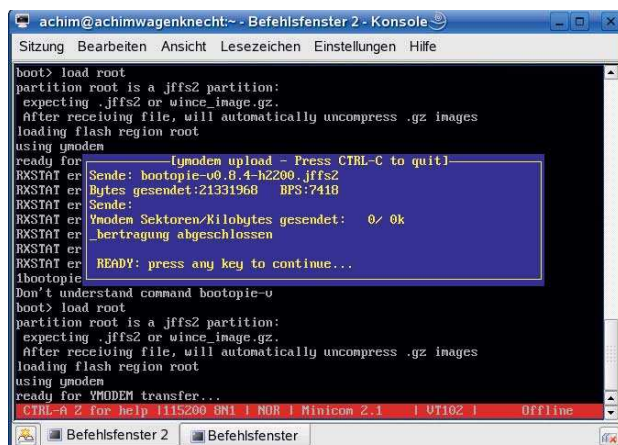 achim@achimwagenknecht:~ - Befehlsfenster 2 - Konsole
Sitzung Bearbeiten Ansicht Lesezeichen Einstellungen Hilfe
boot> load root
partition root is a jffs2 partition:
expecting .jffs2 or wince_image.gz.
After receiving file, will automatically uncompress .gz images
loading flash region root
using ymodem
ready for
[ymodem upload - Press CTRL-C to quit]
RXSTAT er
Sende: bootopie-v0.8.4-h2200.jffs2
RXSTAT er
Bytes gesendet:21331968 BPS:7418
RXSTAT er
Sende:
RXSTAT er
Ymodem Sektoren/Kilobytes gesendet: 0/ 0k
RXSTAT er
_bertragung abgeschlossen
RXSTAT er
RXSTAT er
READY: press any key to continue...
1bootopie
Don't understand command bootopie-v
boot> load root
partition root is a jffs2 partition:
expecting .jffs2 or wince_image.gz.
After receiving file, will automatically uncompress .gz images
loading flash region root
using ymodem
ready for YMODEM transfer...
CTRL-A Z for help |115200 8N1 | NOR | Minicom 2.1 | VT102 | Offline
Befehlsfenster 2 Befehlsfenster